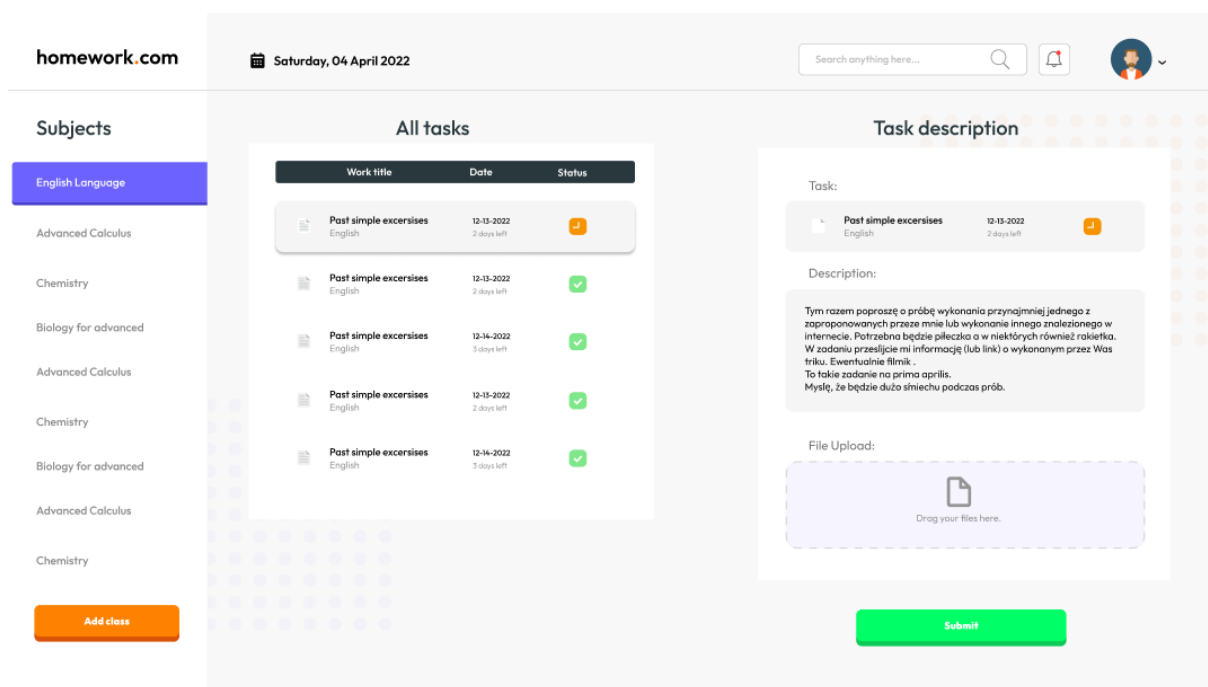 homework.com
Saturday, 04 April 2022
Search anything here...
Subjects
English Language
Advanced Calculus
Chemistry
Biology for advanced
Advanced Calculus
Chemistry
Biology for advanced
Advanced Calculus
Chemistry
Add class
All tasks
Work title Date Status
Past simple excersises 12-13-2022
English 2 days left
Past simple excersises 12-13-2022
English 2 days left
Past simple excersises 12-14-2022
English 3 days left
Past simple excersises 12-13-2022
English 2 days left
Past simple excersises 12-14-2022
English 3 days left
Task description
Task:
Past simple excersises 12-13-2022
English 2 days left
Description:
Tym razem poproszę o próbę wykonania przynajmniej jednego z
zaproponowanych przeze mnie lub wykonanie innego znalezionego w
internecie. Potrzebna będzie piłeczka a w niektórych również rakietka.
W zadaniu prześlijcie mi informację (lub link) o wykonanym przez Was
triku. Ewentualnie filmik .
To takie zadanie na prima aprilis.
Myslę, że będzie dużo śmiechu podczas prób.
File Upload:
Drag your files here.
Submit